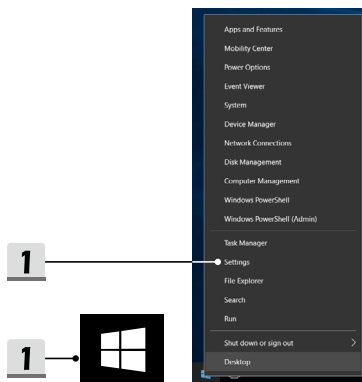 Apps and Features
Mobility Center
Power Options
Event Viewer
System
Device Manager
Network Connections
Disk Management
Computer Management
Windows PowerShell
Windows PowerShell (Admin)
Task Manager
1
Settings
File Explorer
Search
Run
Shut down or sign out
1
Desktop